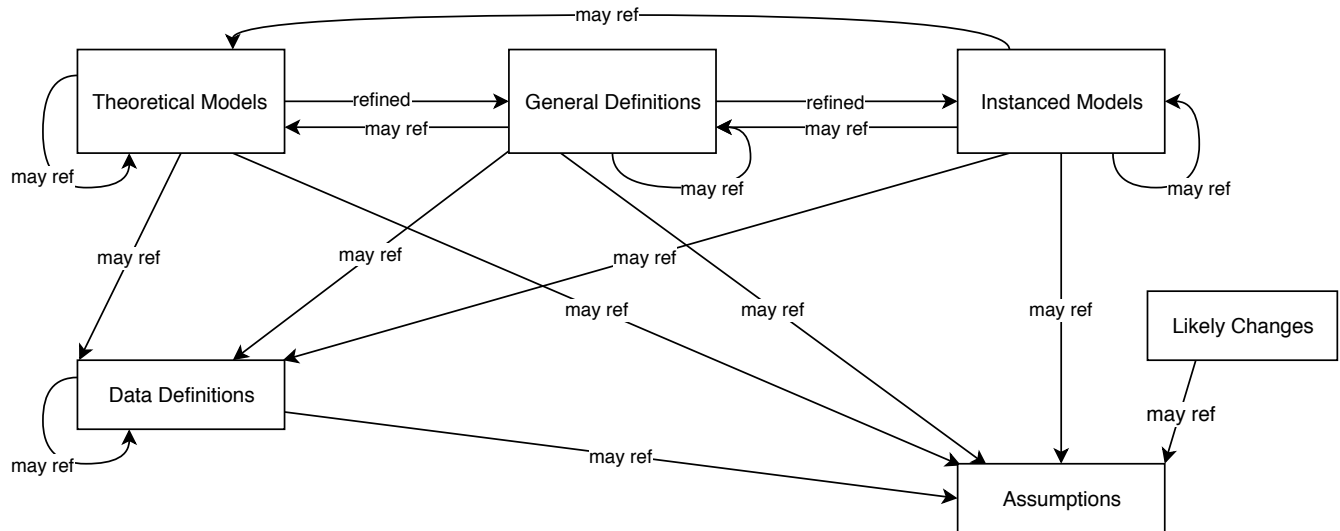 may ref
Theoretical Models
refined
General Definitions
refined
Instanced Models
may ref
may ref
may ref
may ref
may ref
may ref
may ref
may ref
may ref
may ref
may ref
may ref
Likely Changes
Data Definitions
may ref
may ref
may ref
Assumptions